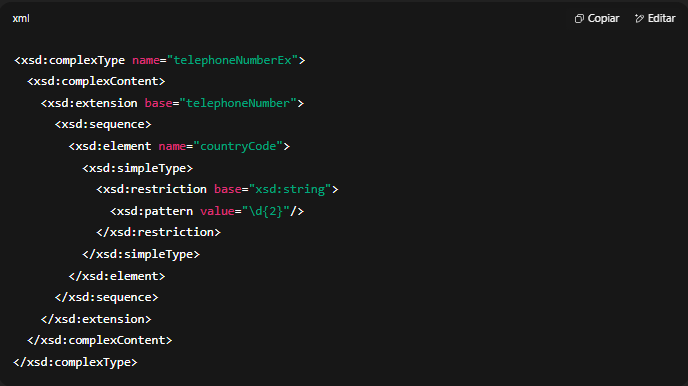 xml
Copiar
Editar
<xsd:complexType name="telephoneNumberEx">
  <xsd:complexContent>
    <xsd:extension base="telephoneNumber">
      <xsd:sequence>
        <xsd:element name="countryCode">
          <xsd:simpleType>
            <xsd:restriction base="xsd:string">
              <xsd:pattern value="\d{2}"/>
            </xsd:restriction>
          </xsd:simpleType>
        </xsd:element>
      </xsd:sequence>
    </xsd:extension>
  </xsd:complexContent>
</xsd:complexType>